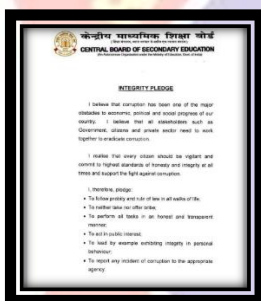 केन्द्रीय माध्यमिक शिक्षा बोर्ड
CENTRAL BOARD OF SECONDARY EDUCATION
INTEGRITY PLEDGE
I believe that corruption has been one of the major
obstacles to economic, political and social progress of our
country. I believe that all stakeholders such as
Government, citizens and private sector need to work
together to eradicate corruption.
I realise that every citizen should be vigilant and
commit to highest standards of honesty and integrity at all
times and support the fight against corruption.
I, therefore, pledge:
• To follow probity and rule of law in all walks of life;
• To neither take nor offer bribe;
• To perform all tasks in an honest and transparent
manner;
• To act in public interest;
• To lead by example exhibiting integrity in personal
behaviour;
• To report any incident of corruption to the appropriate
agency.